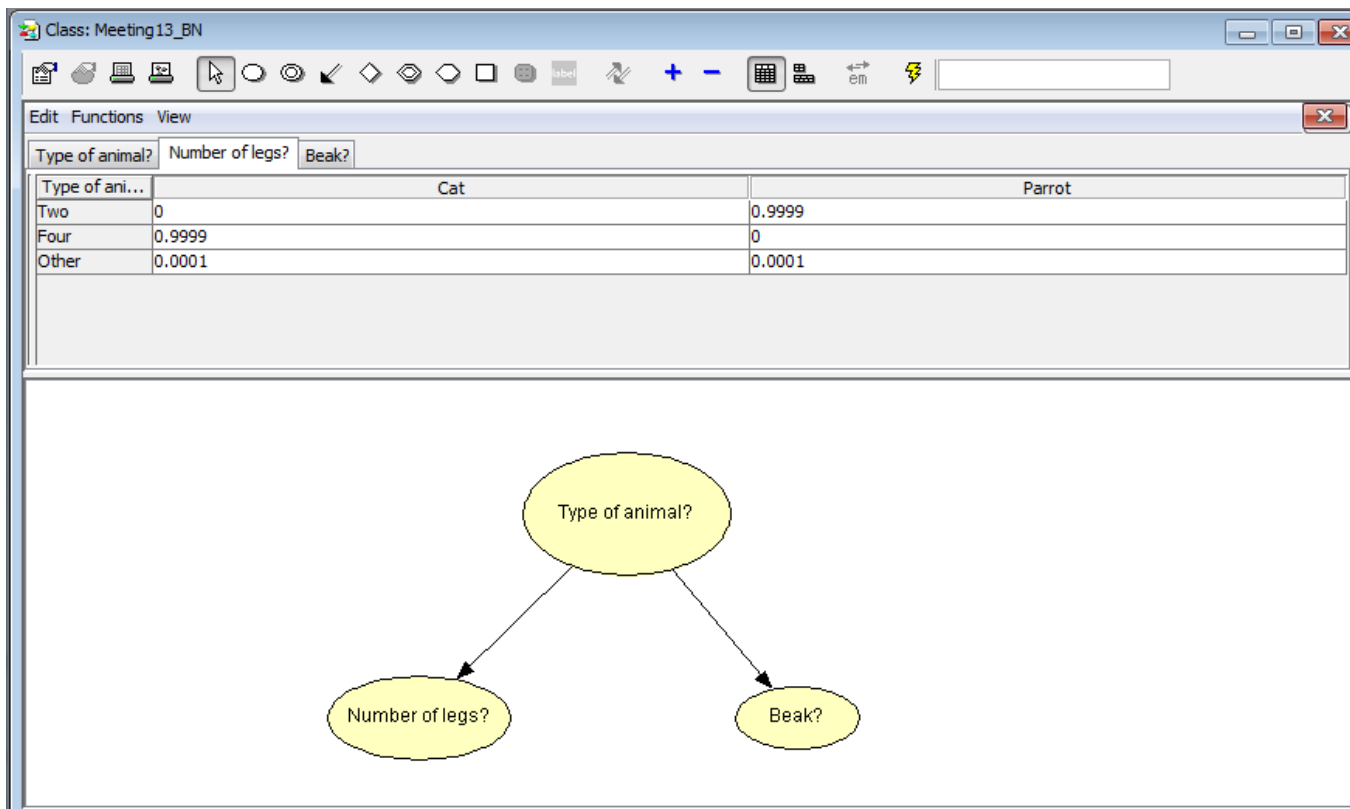 Class: Meeting13_BN
label
em
Edit Functions View
Type of animal? Number of legs? Beak?
Type of ani... Cat Parrot
Two 0 0.9999
Four 0.9999 0
Other 0.0001 0.0001
Type of animal?
Number of legs? Beak?